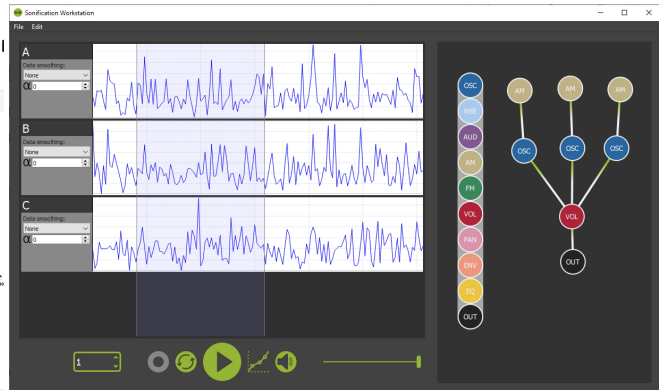 Sonification Workstation
File Edit
A
Data smoothing:
None
α 0
B
Data smoothing:
None
α 0
C
Data smoothing:
None
α 0
1
OSC
NSE
AUD
AM
FM
VOL
PAN
ENV
EQ
OUT
AM AM AM
OSC OSC OSC
VOL
OUT